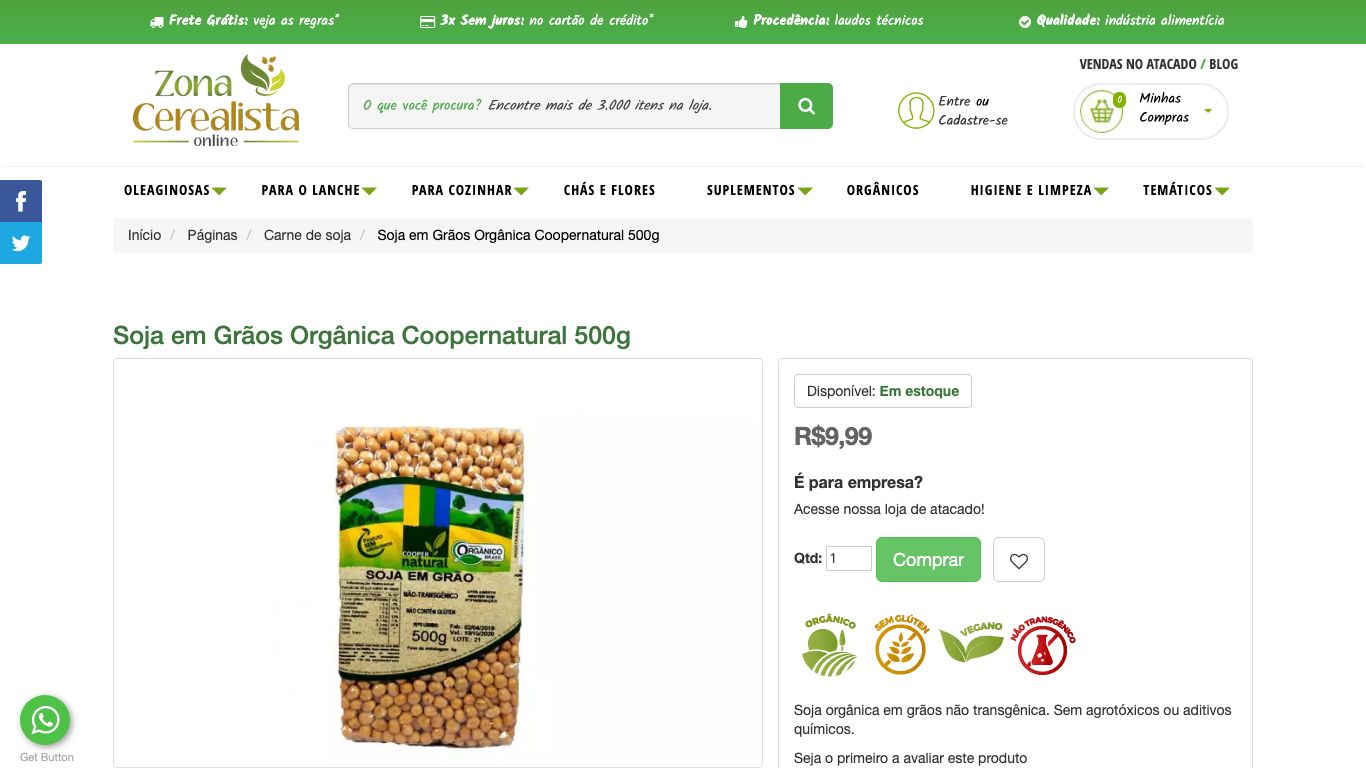 Frete Grátis: veja as regras*
3x Sem juros: no cartão de crédito*
Procedência: laudos técnicos
Qualidade: indústria alimentícia
Zona
Cerealista
online
O que você procura? Encontre mais de 3.000 itens na loja.
Entre ou
Cadastre-se
VENDAS NO ATACADO / BLOG
0
Minhas
Compras
OLEAGINOSAS
PARA O LANCHE
PARA COZINHAR
CHÁS E FLORES
SUPLEMENTOS
ORGÂNICOS
HIGIENE E LIMPEZA
TEMÁTICOS
Início / Páginas / Carne de soja / Soja em Grãos Orgânica Coopernatural 500g
Soja em Grãos Orgânica Coopernatural 500g
COOPER
natural
ORGÂNICO
BRASIL
SOJA EM GRÃO
NÃO-TRANSGÊNICO
NÃO CONTÉM GLÚTEN
500g
LOTE: 21
Disponível: Em estoque
R$9,99
É para empresa?
Acesse nossa loja de atacado!
Qtd: 1
Comprar
ORGÂNICO
SEM GLÚTEN
VEGANO
NÃO TRANSGÊNICO
Soja orgânica em grãos não transgênica. Sem agrotóxicos ou aditivos
químicos.
Seja o primeiro a avaliar este produto
Get Button